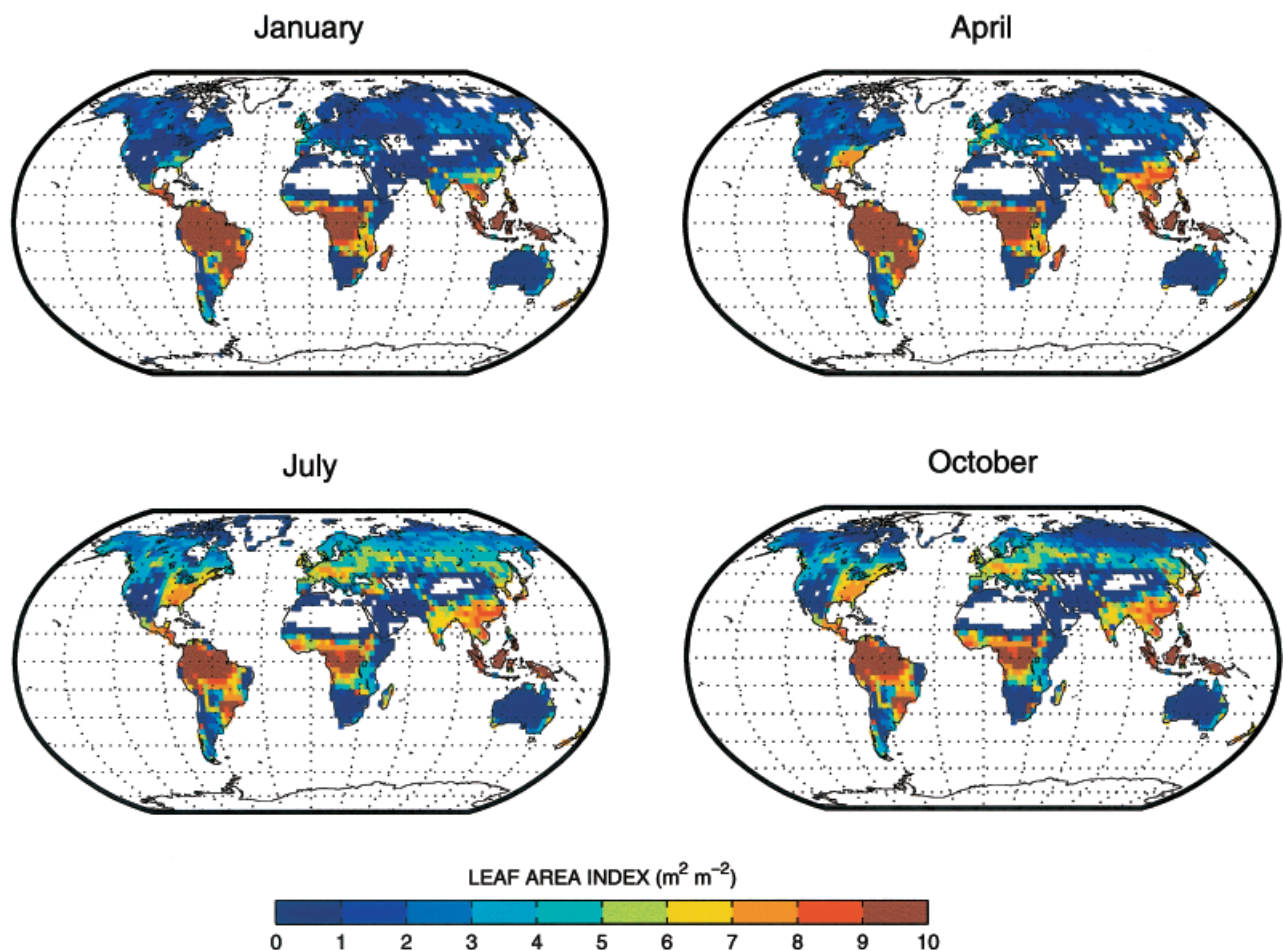 January
April
July
October
LEAF AREA INDEX (m² m⁻²)
0 1 2 3 4 5 6 7 8 9 10